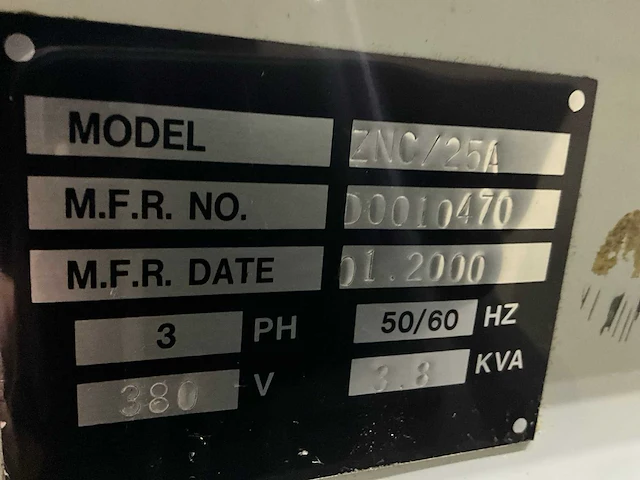 MODEL ZNC/25A
M.F.R. NO. D0010470
M.F.R. DATE 01.2000
3 PH 50/60 HZ
380 V 3.8 KVA